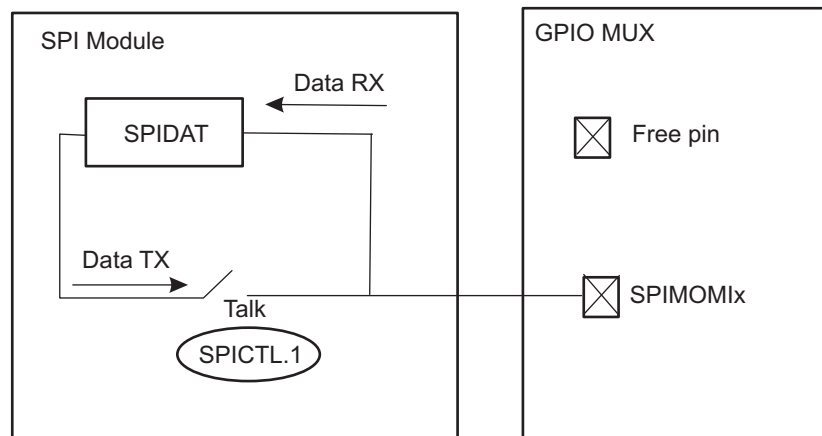 SPI Module
GPIO MUX
Data RX
SPIDAT
Free pin
Data TX
SPIMOMIx
Talk
SPICTL.1